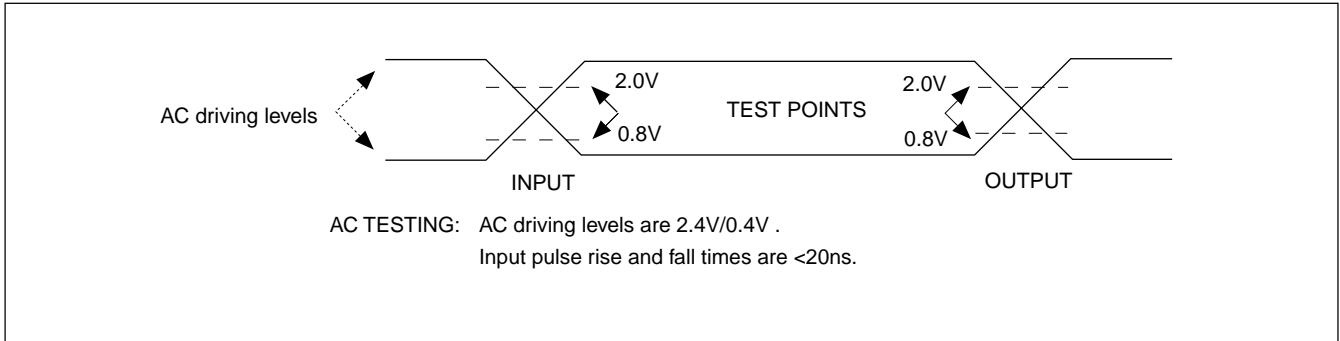 2.0V
2.0V
AC driving levels
TEST POINTS
0.8V
0.8V
INPUT
OUTPUT
AC TESTING: AC driving levels are 2.4V/0.4V .
Input pulse rise and fall times are <20ns.